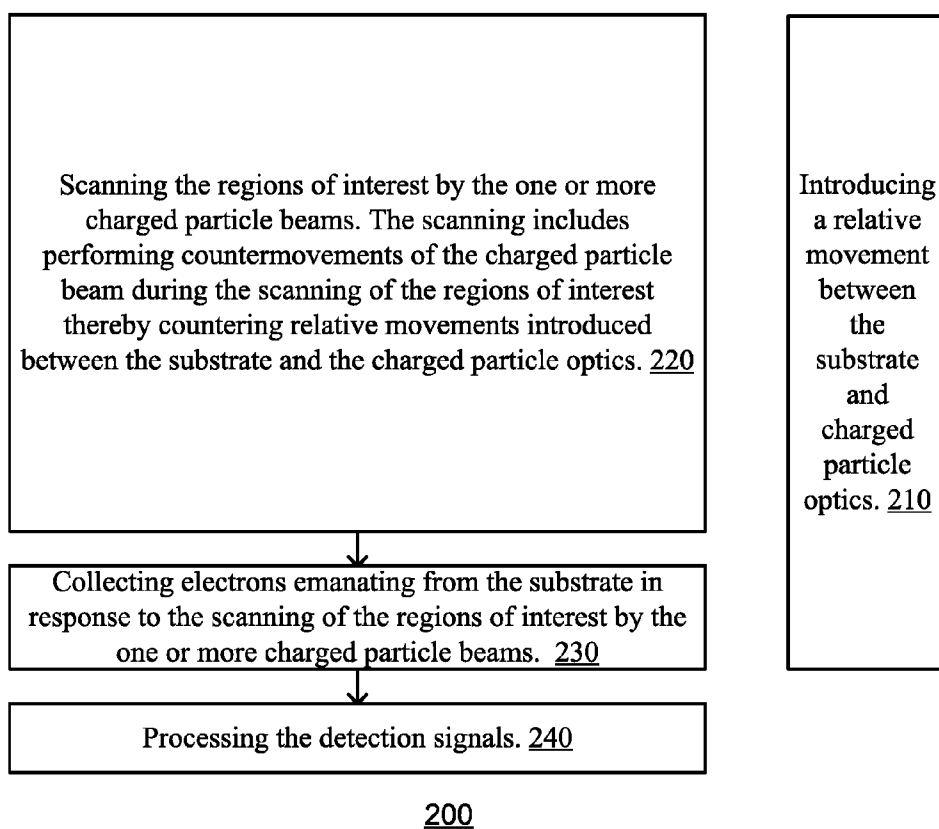 Scanning the regions of interest by the one or more
charged particle beams. The scanning includes
performing countermovements of the charged particle
beam during the scanning of the regions of interest
thereby countering relative movements introduced
between the substrate and the charged particle optics. 220
Collecting electrons emanating from the substrate in
response to the scanning of the regions of interest by the
one or more charged particle beams. 230
Processing the detection signals. 240
Introducing
a relative
movement
between
the
substrate
and
charged
particle
optics. 210
200